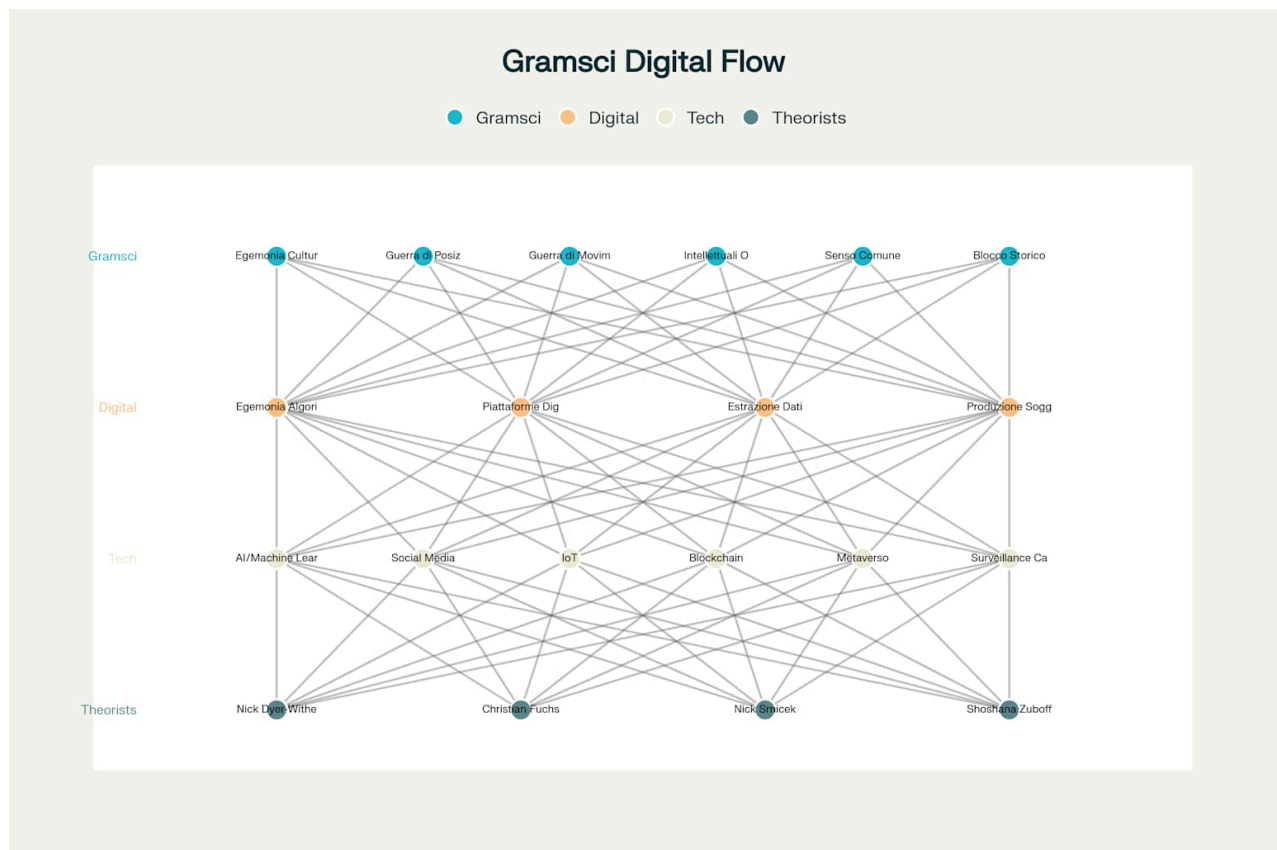 Gramsci Digital Flow
Gramsci Digital Tech Theorists
Gramsci Egemonia Cultur Guerra di Posiz Guerra di Movim Intellettuali O Senso Comune Blocco Storico
Digital Egemonia Algori Piattaforme Dig Estrazione Dati Produzione Sogg
Tech AI/Machine Lear Social Media IoT Blockchain Metaverso Surveillance Ca
Theorists Nick Dyer-Withe Christian Fuchs Nick Srnicek Shoshana Zuboff